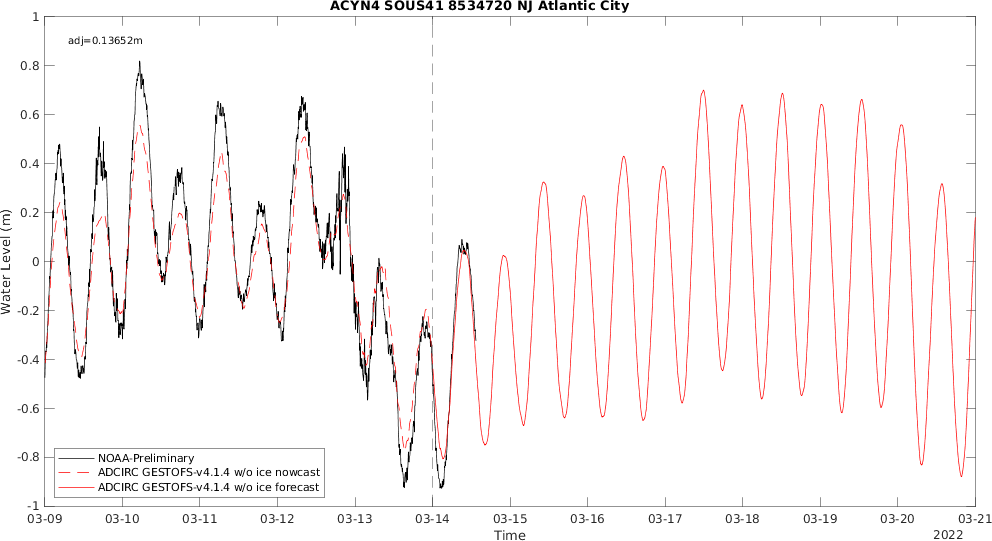 ACYN4 SOUS41 8534720 NJ Atlantic City
adj=0.13652m
1
0.8
0.6
0.4
0.2
0
-0.2
-0.4
-0.6
-0.8
-1
Water Level (m)
NOAA-Preliminary
ADCIRC GESTOFS-v4.1.4 w/o ice nowcast
ADCIRC GESTOFS-v4.1.4 w/o ice forecast
03-09 03-10 03-11 03-12 03-13 03-14 03-15 03-16 03-17 03-18 03-19 03-20 03-21
Time
2022